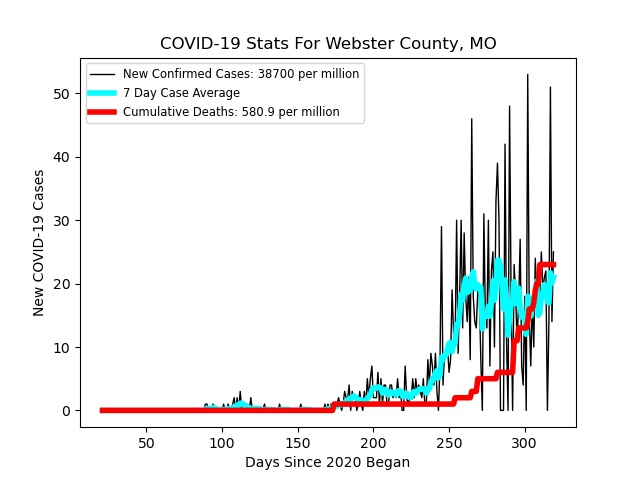 COVID-19 Stats For Webster County, MO
New Confirmed Cases: 38700 per million
7 Day Case Average
Cumulative Deaths: 580.9 per million
New COVID-19 Cases
50
40
30
20
10
0
50 100 150 200 250 300
Days Since 2020 Began